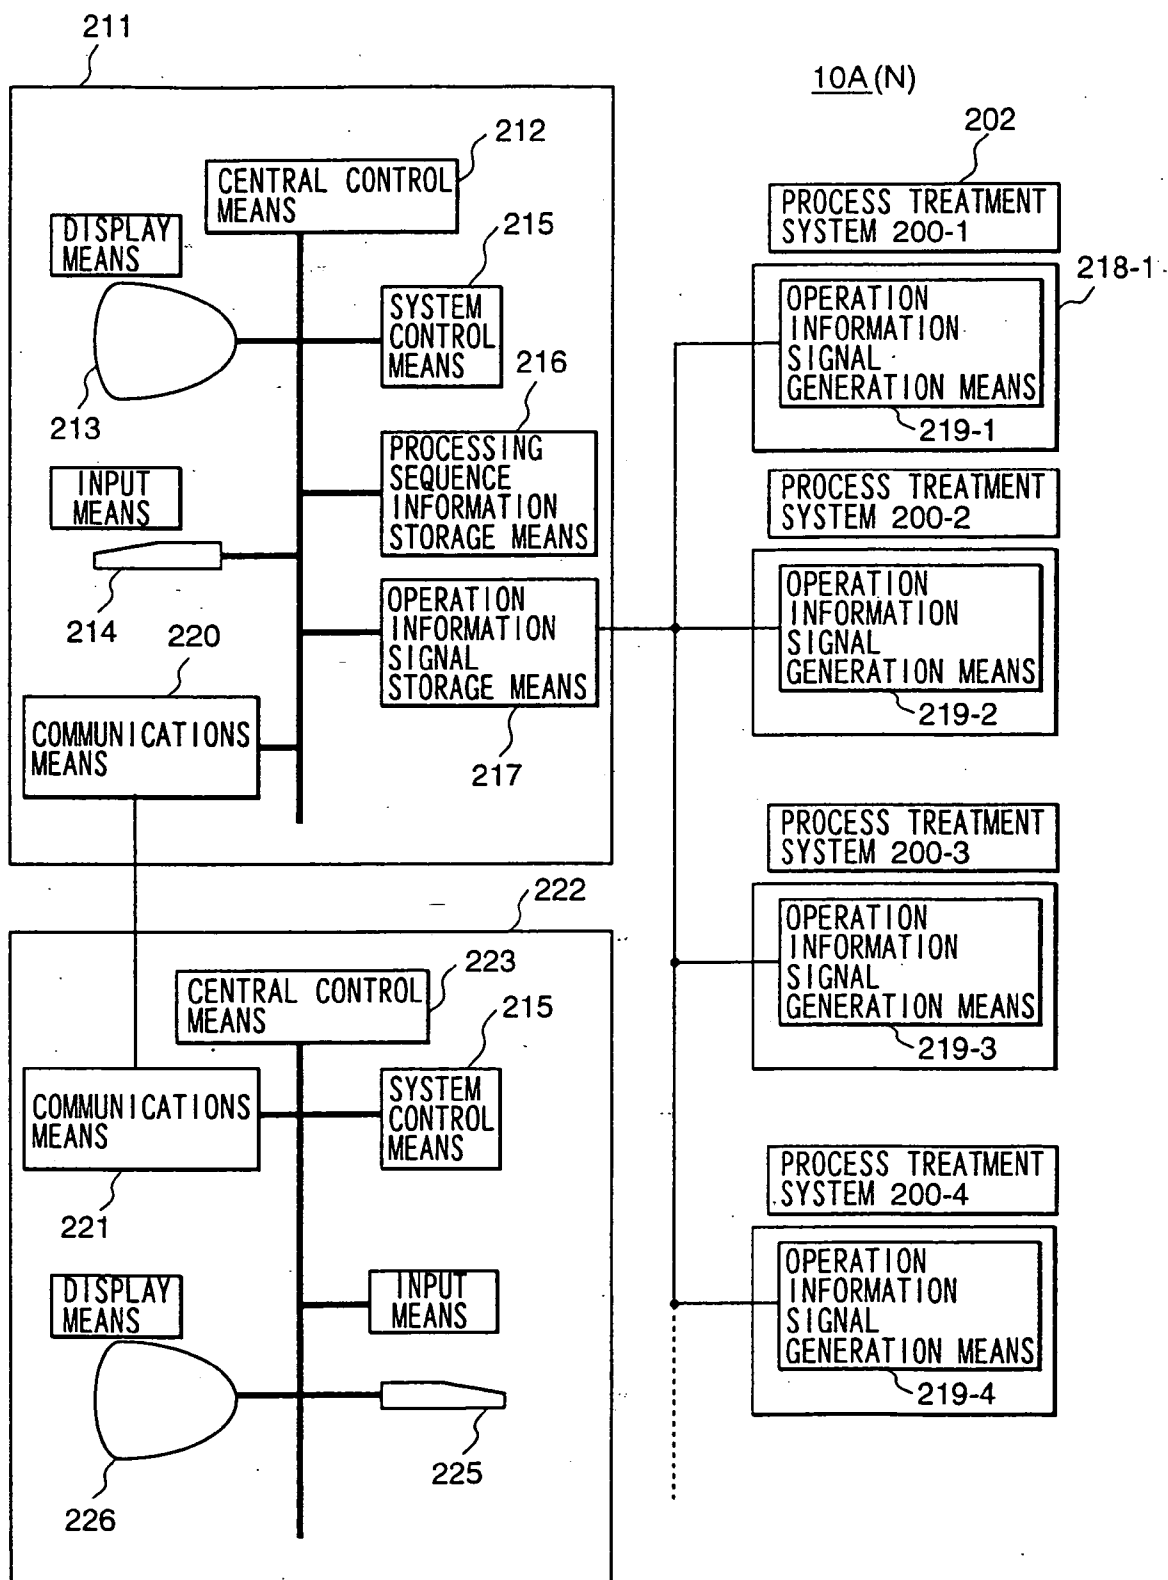 211
10A(N)
212
CENTRAL CONTROL
MEANS
DISPLAY
MEANS
213
215
SYSTEM
CONTROL
MEANS
216
PROCESSING
SEQUENCE
INFORMATION
STORAGE MEANS
INPUT
MEANS
214
OPERATION
INFORMATION
SIGNAL
STORAGE MEANS
217
220
COMMUNICATIONS
MEANS
202
PROCESS TREATMENT
SYSTEM 200-1
218-1
OPERATION
INFORMATION
SIGNAL
GENERATION MEANS
219-1
PROCESS TREATMENT
SYSTEM 200-2
OPERATION
INFORMATION
SIGNAL
GENERATION MEANS
219-2
PROCESS TREATMENT
SYSTEM 200-3
OPERATION
INFORMATION
SIGNAL
GENERATION MEANS
219-3
PROCESS TREATMENT
SYSTEM 200-4
OPERATION
INFORMATION
SIGNAL
GENERATION MEANS
219-4
222
223
CENTRAL CONTROL
MEANS
215
SYSTEM
CONTROL
MEANS
COMMUNICATIONS
MEANS
221
DISPLAY
MEANS
226
INPUT
MEANS
225